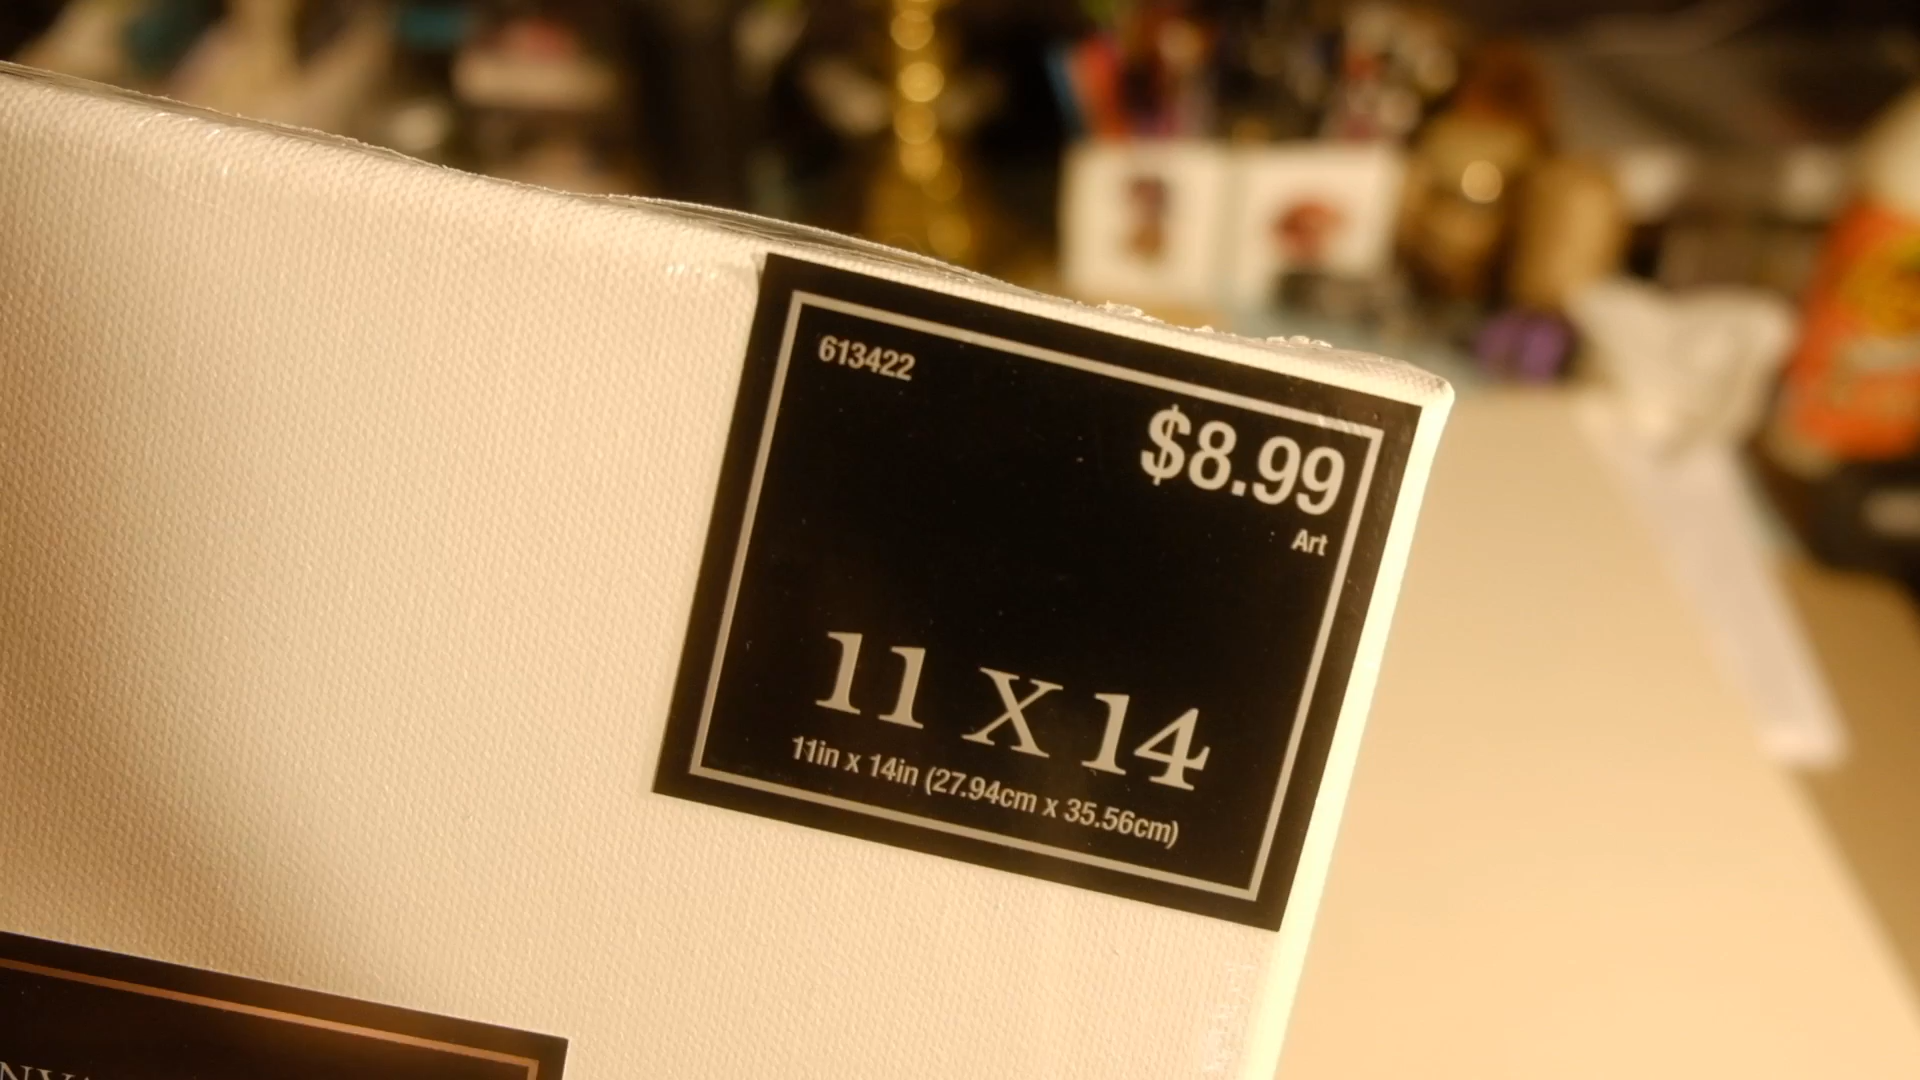 613422
$8.99
Art
11 X 14
11in x 14in (27.94cm x 35.56cm)